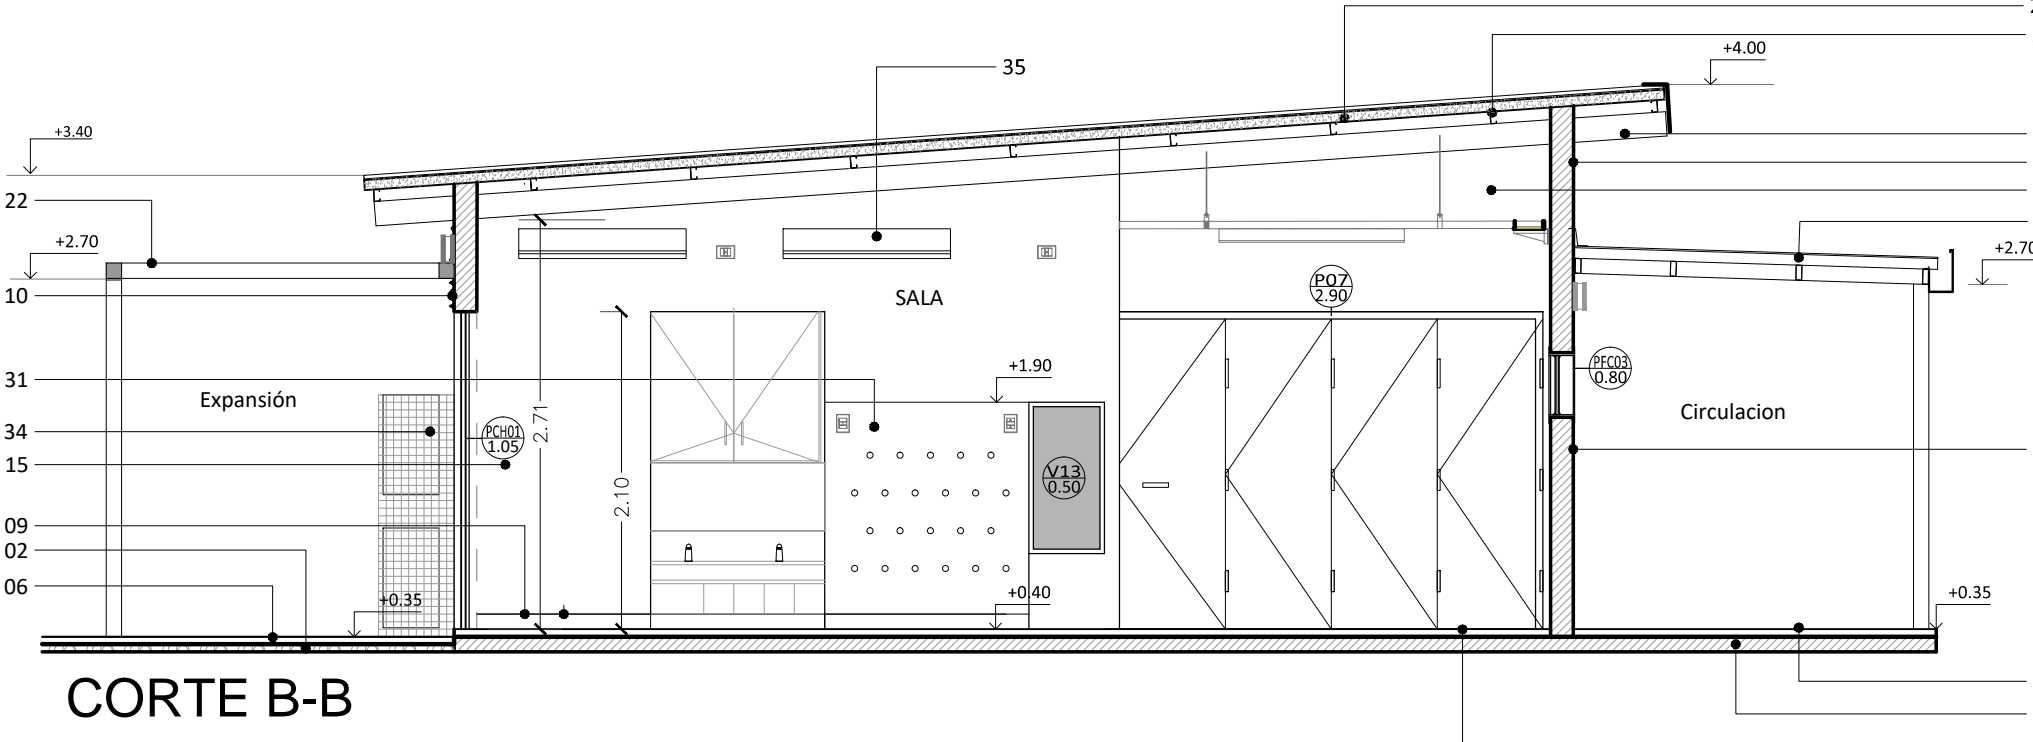 35
+4.00
+3.40
22
+2.70
+2.70
10
SALA
P07
2.90
31
+1.90
PFC03
0.80
Expansión
Circulacion
34
PCH01
1.05
2.71
15
V13
0.50
2.10
09
02
06
+0.35
+0.40
+0.35
CORTE B-B